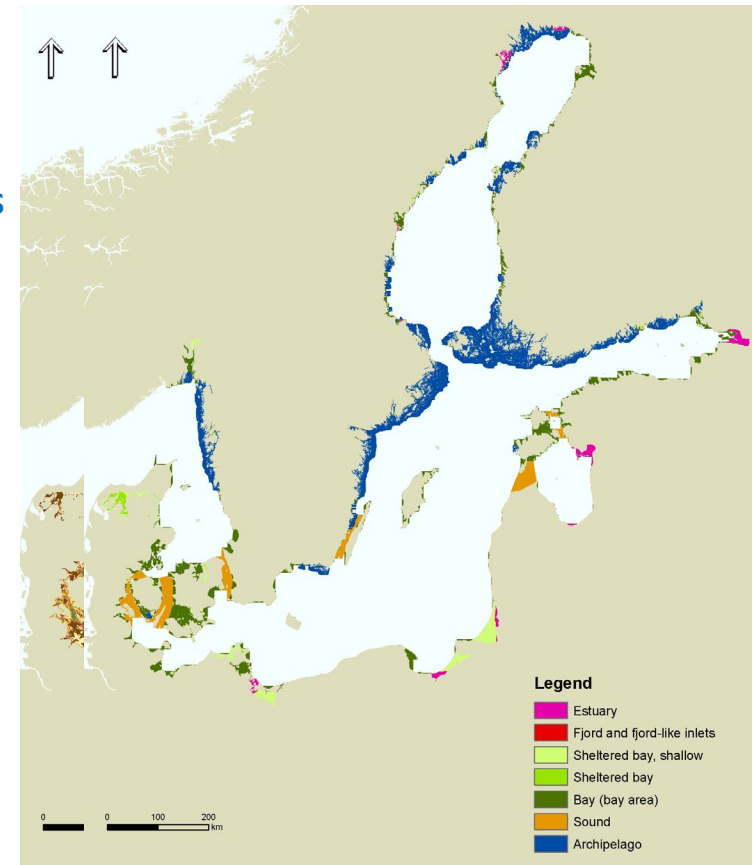 s
Legend
Estuary
Fjord and fjord-like inlets
Sheltered bay, shallow
Sheltered bay
Bay (bay area)
Sound
Archipelago
0 0 100 200
km